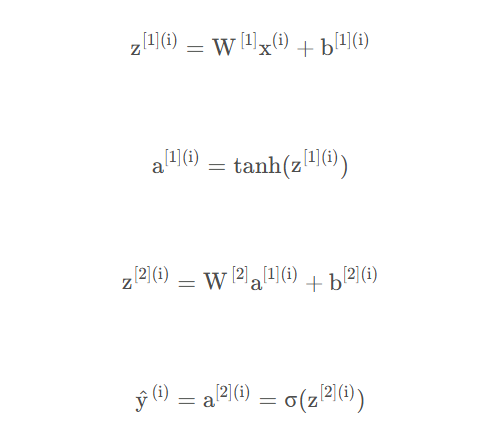 z^[1](i) = W^[1]x^(i) + b^[1](i)
a^[1](i) = tanh(z^[1](i))
z^[2](i) = W^[2]a^[1](i) + b^[2](i)
ŷ^(i) = a^[2](i) = σ(z^[2](i))